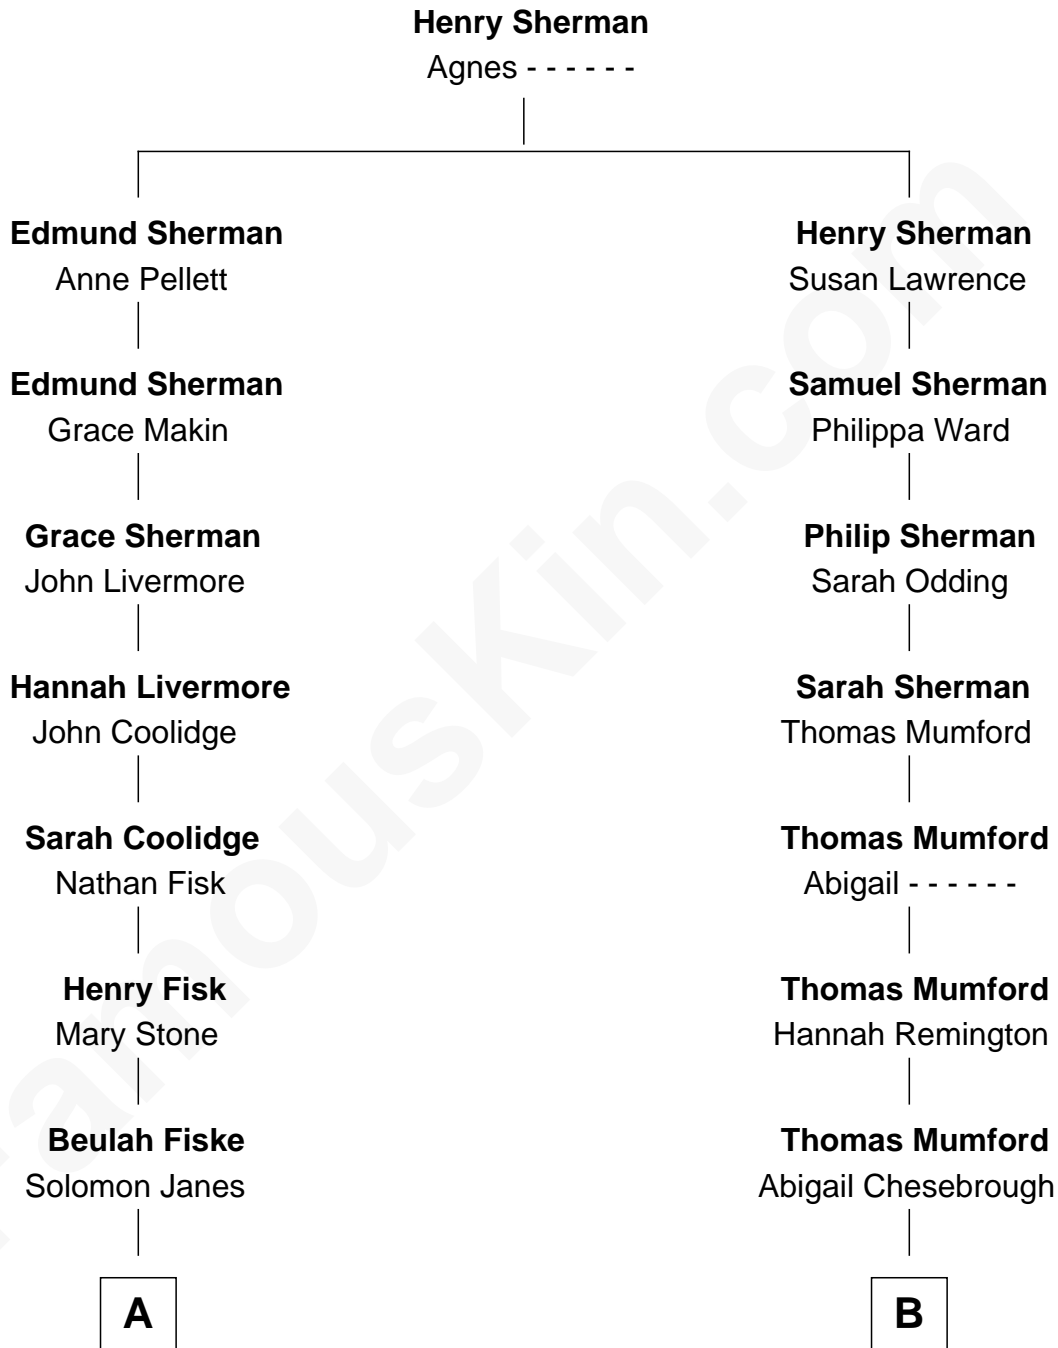 Henry Sherman
Agnes - - - - - -
Edmund Sherman
Anne Pellett
Edmund Sherman
Grace Makin
Grace Sherman
John Livermore
Hannah Livermore
John Coolidge
Sarah Coolidge
Nathan Fisk
Henry Fisk
Mary Stone
Beulah Fiske
Solomon Janes
A
Henry Sherman
Susan Lawrence
Samuel Sherman
Philippa Ward
Philip Sherman
Sarah Odding
Sarah Sherman
Thomas Mumford
Thomas Mumford
Abigail - - - - - -
Thomas Mumford
Hannah Remington
Thomas Mumford
Abigail Chesebrough
B
FamousKin.com